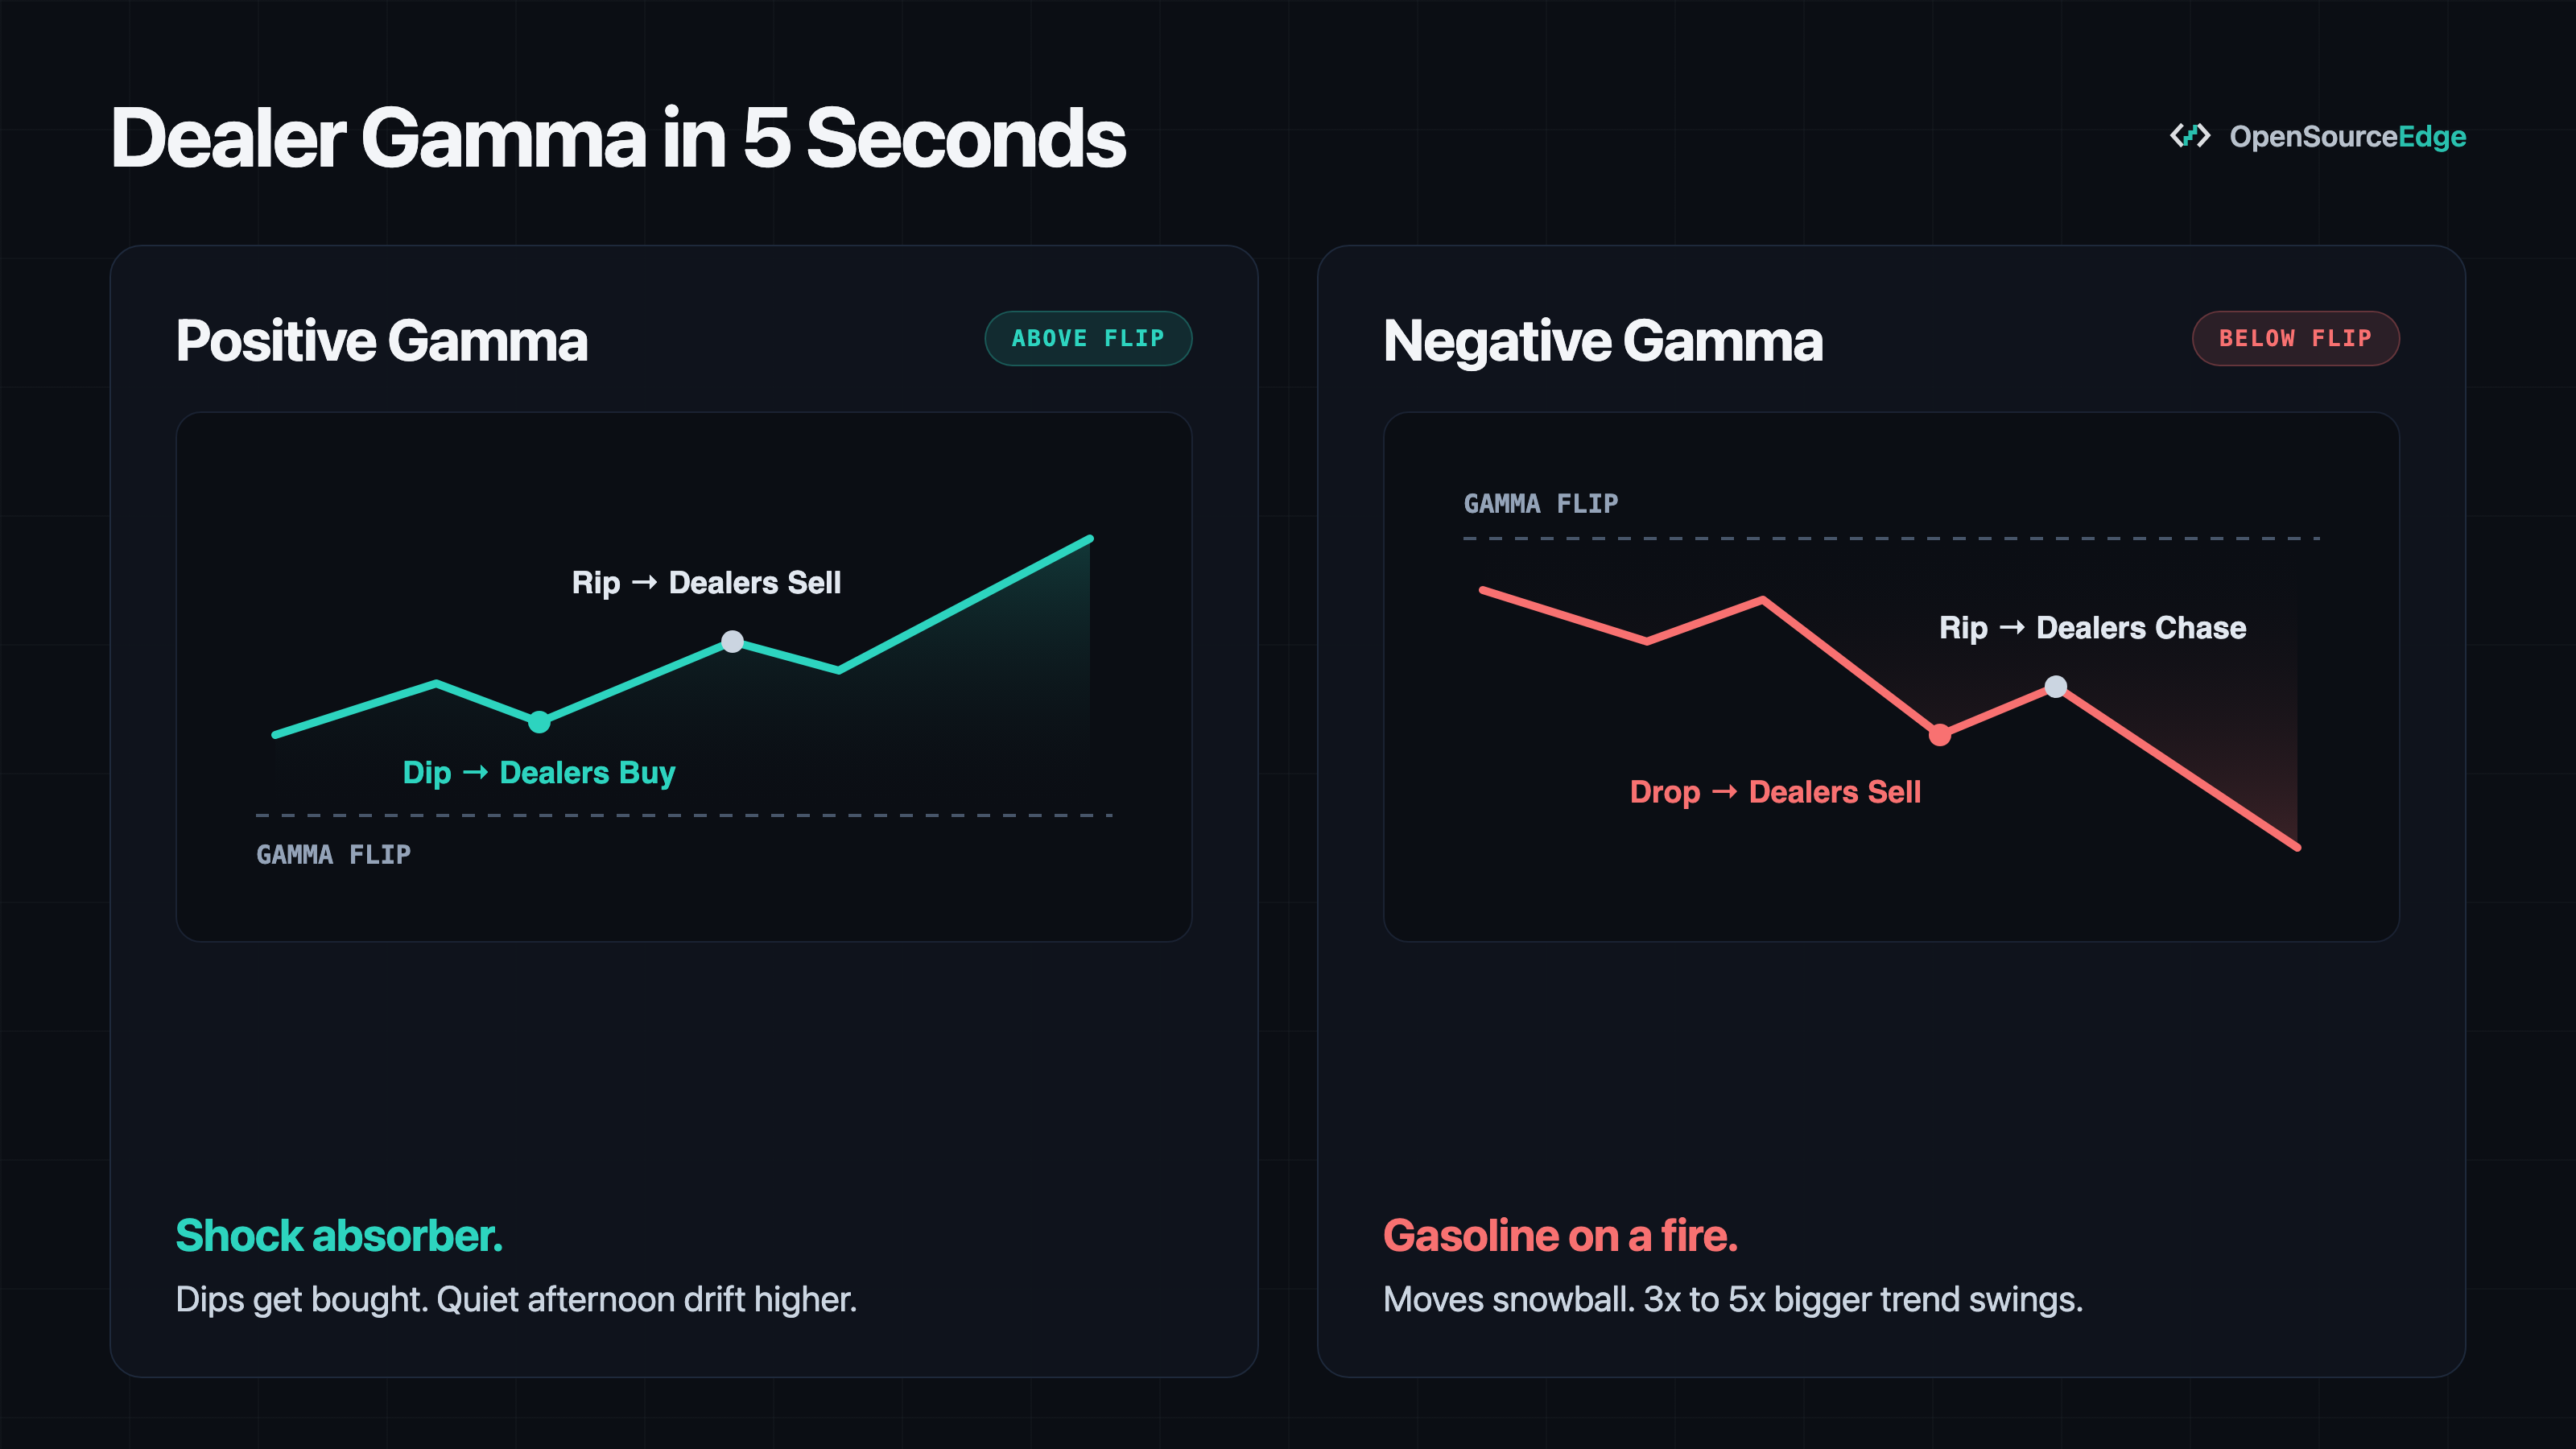 Dealer Gamma in 5 Seconds
OpenSourceEdge
Positive Gamma
ABOVE FLIP
Rip → Dealers Sell
Dip → Dealers Buy
GAMMA FLIP
Shock absorber.
Dips get bought. Quiet afternoon drift higher.
Negative Gamma
BELOW FLIP
GAMMA FLIP
Rip → Dealers Chase
Drop → Dealers Sell
Gasoline on a fire.
Moves snowball. 3x to 5x bigger trend swings.